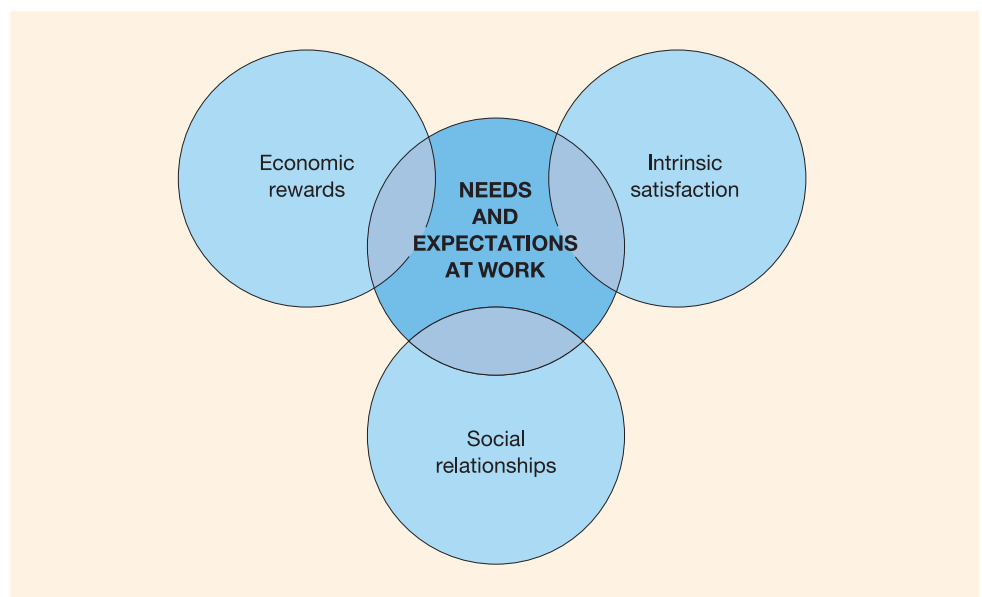 Economic
rewards
Intrinsic
satisfaction
NEEDS
AND
EXPECTATIONS
AT WORK
Social
relationships